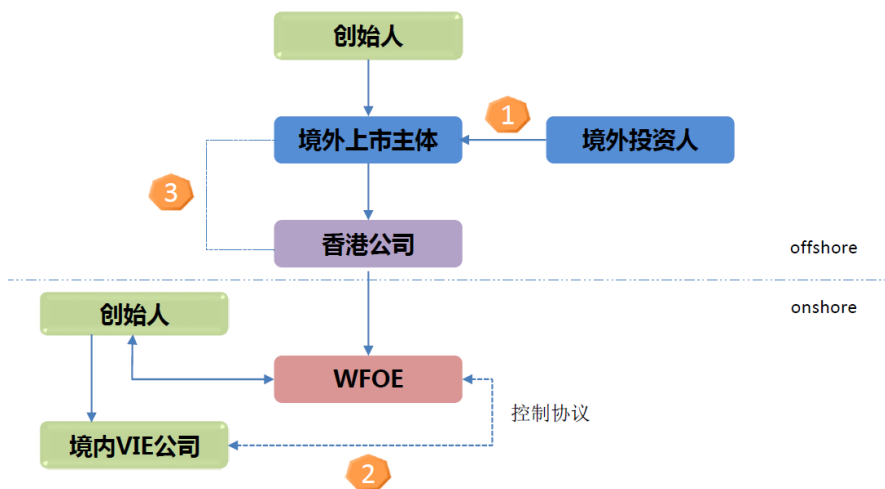 创始人
1
境外上市主体
境外投资人
3
香港公司
offshore
onshore
创始人
WFOE
控制协议
境内VIE公司
2